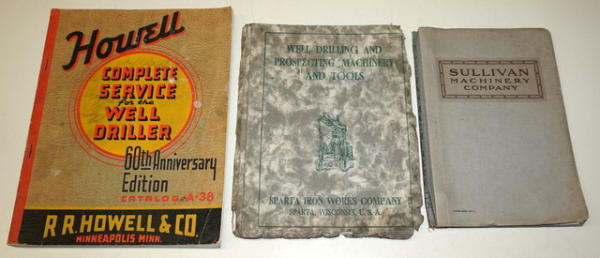 Howell
COMPLETE
SERVICE
for the
WELL
DRILLER
60th Anniversary
Edition
CATALOG A-38
R.R. HOWELL & CO.
MINNEAPOLIS MINN.
WELL DRILLING AND
PROSPECTING MACHINERY
AND TOOLS
SPARTA IRON WORKS COMPANY
SPARTA, WISCONSIN, U. S. A.
SULLIVAN
MACHINERY
COMPANY